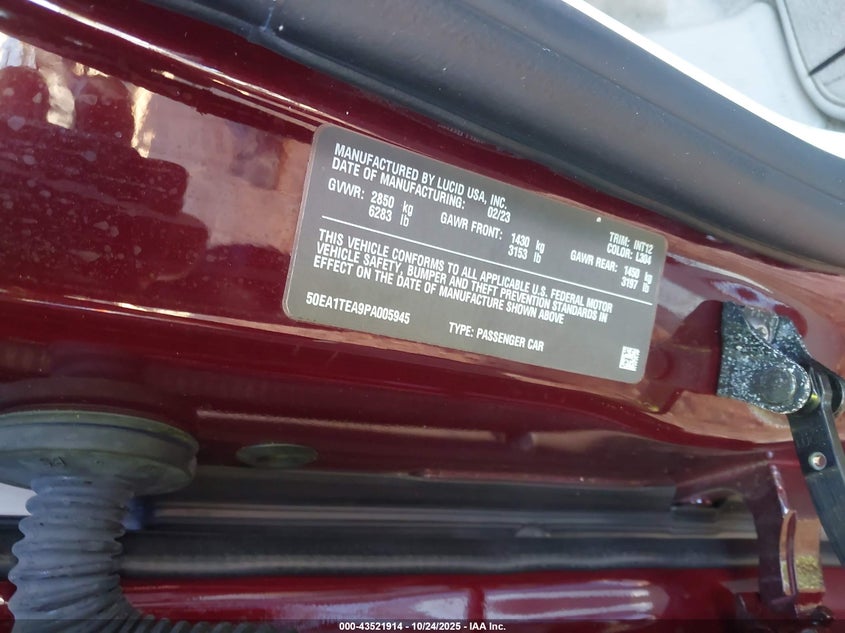 MANUFACTURED BY LUCID USA, INC.
DATE OF MANUFACTURING: 02/23
TRIM: INT12
COLOR: L304
GVWR: 2850 kg
6283 lb
GAWR FRONT: 1430 kg
3153 lb
GAWR REAR: 1450 kg
3197 lb
THIS VEHICLE CONFORMS TO ALL APPLICABLE U.S. FEDERAL MOTOR
VEHICLE SAFETY, BUMPER AND THEFT PREVENTION STANDARDS IN
EFFECT ON THE DATE OF MANUFACTURE SHOWN ABOVE
50EA1TEA9PA005945
TYPE: PASSENGER CAR
000-43521914 - 10/24/2025 - IAA Inc.